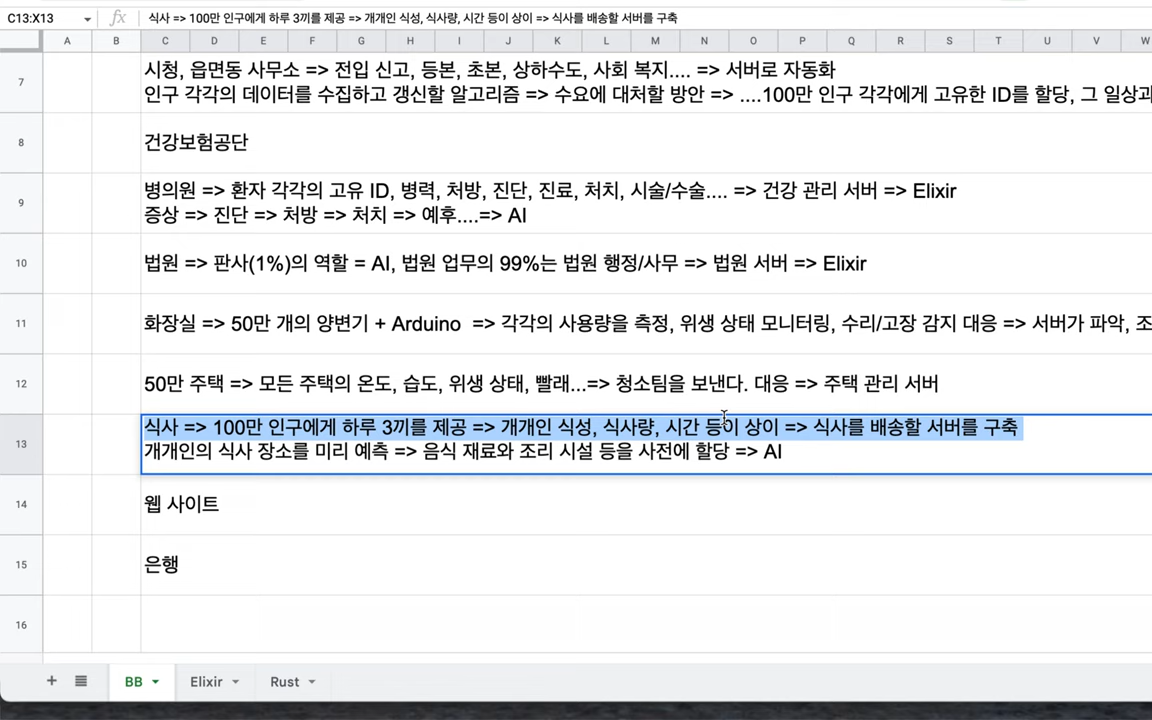 C13:X13
fx
식사 => 100만 인구에게 하루 3끼를 제공 => 개개인 식성, 식사량, 시간 등이 상이 => 식사를 배송할 서버를 구축
A B C D E F G H I J K L M N O P Q R S T U V W
7
시청, 읍면동 사무소 => 전입 신고, 등본, 초본, 상하수도, 사회 복지.... => 서버로 자동화
인구 각각의 데이터를 수집하고 갱신할 알고리즘 => 수요에 대처할 방안 => ....100만 인구 각각에게 고유한 ID를 할당, 그 일상과
8
건강보험공단
9
병의원 => 환자 각각의 고유 ID, 병력, 처방, 진단, 진료, 처치, 시술/수술.... => 건강 관리 서버 => Elixir
증상 => 진단 => 처방 => 처치 => 예후....=> AI
10
법원 => 판사(1%)의 역할 = AI, 법원 업무의 99%는 법원 행정/사무 => 법원 서버 => Elixir
11
화장실 => 50만 개의 양변기 + Arduino => 각각의 사용량을 측정, 위생 상태 모니터링, 수리/고장 감지 대응 => 서버가 파악, 조
12
50만 주택 => 모든 주택의 온도, 습도, 위생 상태, 빨래...=> 청소팀을 보낸다. 대응 => 주택 관리 서버
13
식사 => 100만 인구에게 하루 3끼를 제공 => 개개인 식성, 식사량, 시간 등이 상이 => 식사를 배송할 서버를 구축
개개인의 식사 장소를 미리 예측 => 음식 재료와 조리 시설 등을 사전에 할당 => AI
14
웹 사이트
15
은행
16
BB Elixir Rust